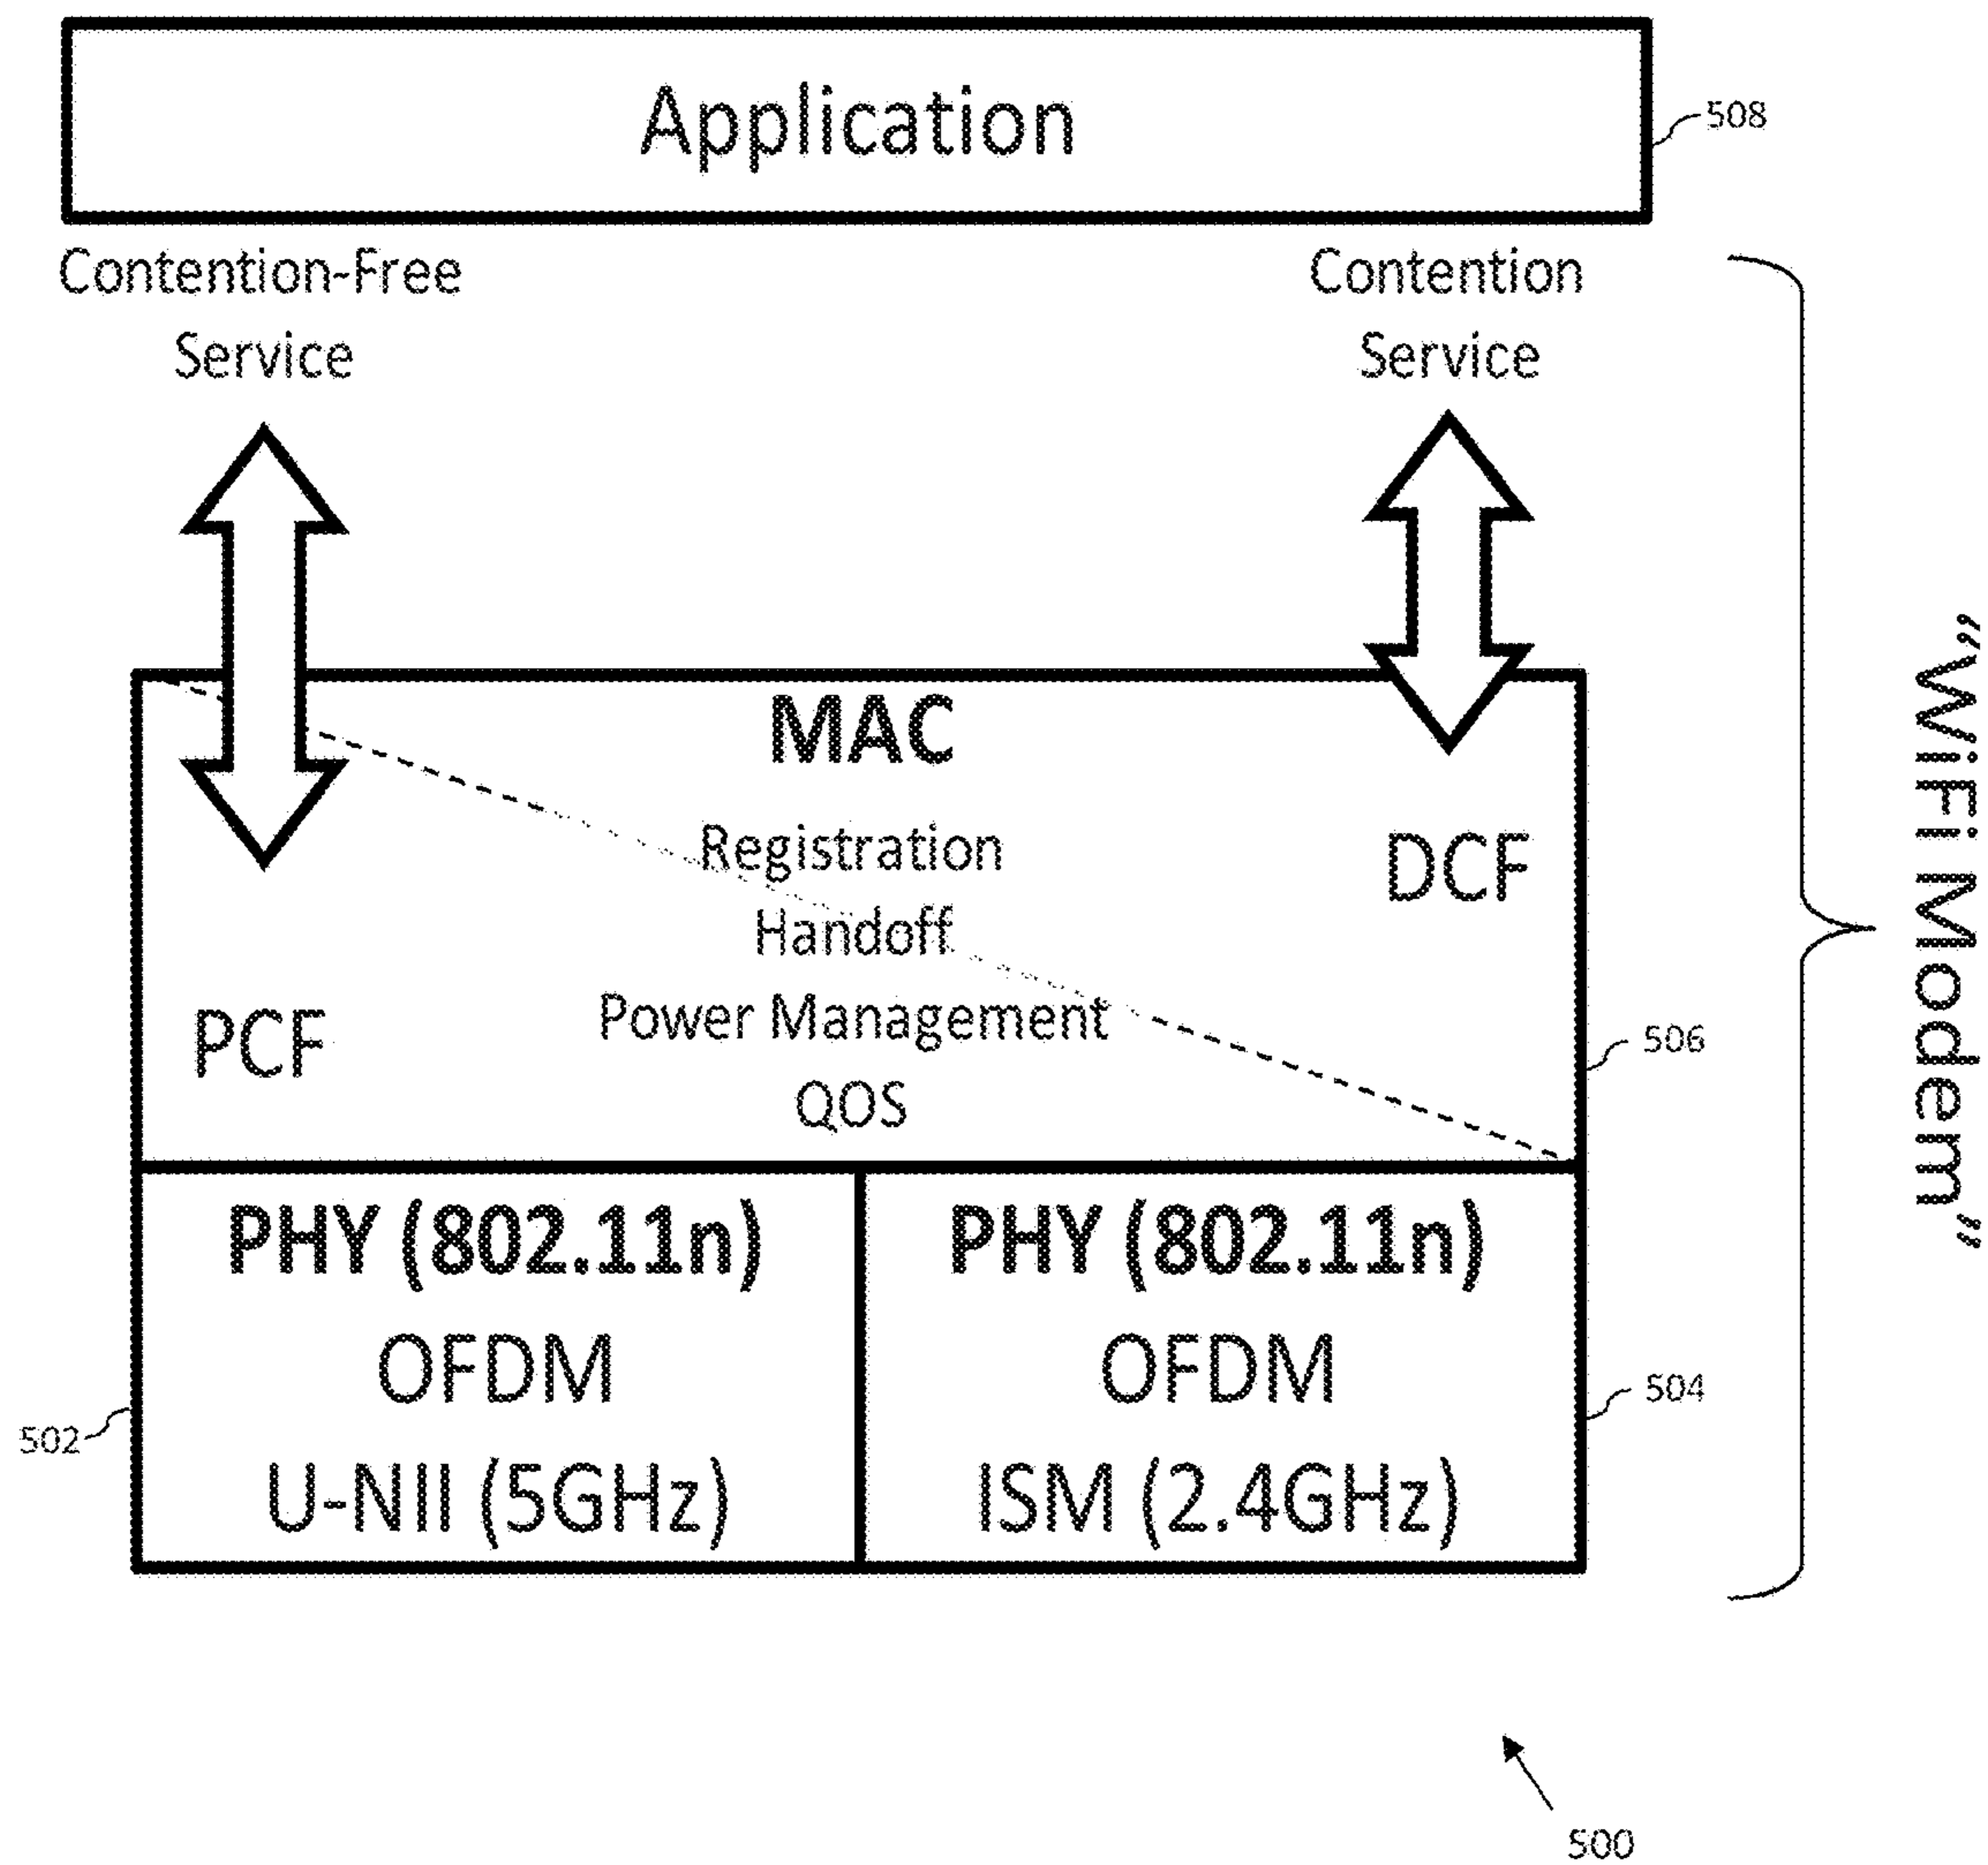 Application
508
Contention-Free
Service
Contention
Service
MAC
Registration
Handoff
Power Management
QOS
DCF
PCF
506
"WiFi Modem"
PHY (802.11n)
OFDM
U-NII (5GHz)
502
PHY (802.11n)
OFDM
ISM (2.4GHz)
504
500